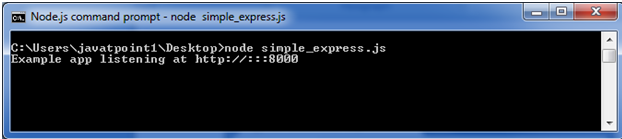 Node.js command prompt - node  simple_express.js
C:\Users\javatpoint1\Desktop>node simple_express.js
Example app listening at http://:::8000